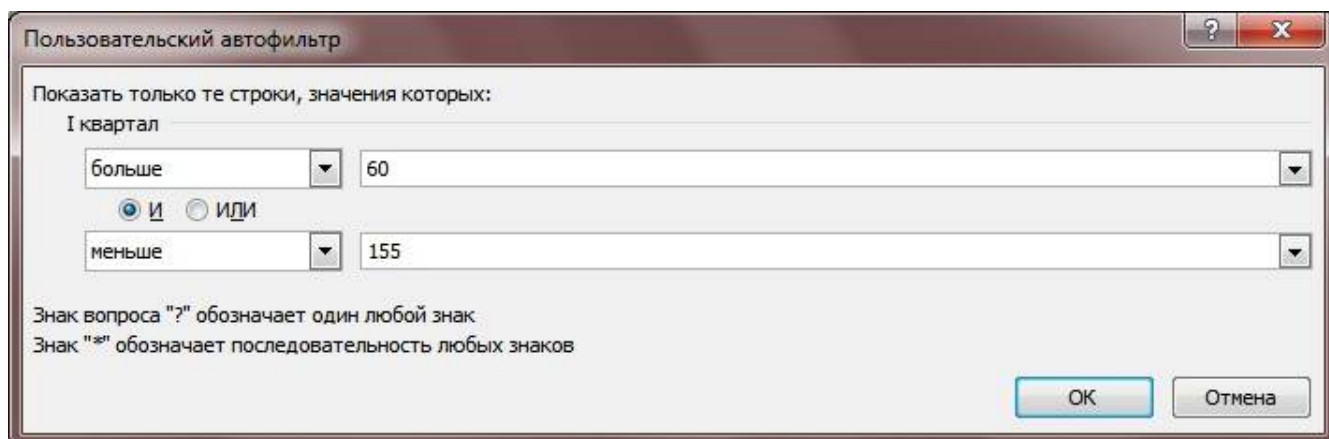 Пользовательский автофильтр
?
Показать только те строки, значения которых:
I квартал
больше 60
И ИЛИ
меньше 155
Знак вопроса "?" обозначает один любой знак
Знак "*" обозначает последовательность любых знаков
ОК Отмена